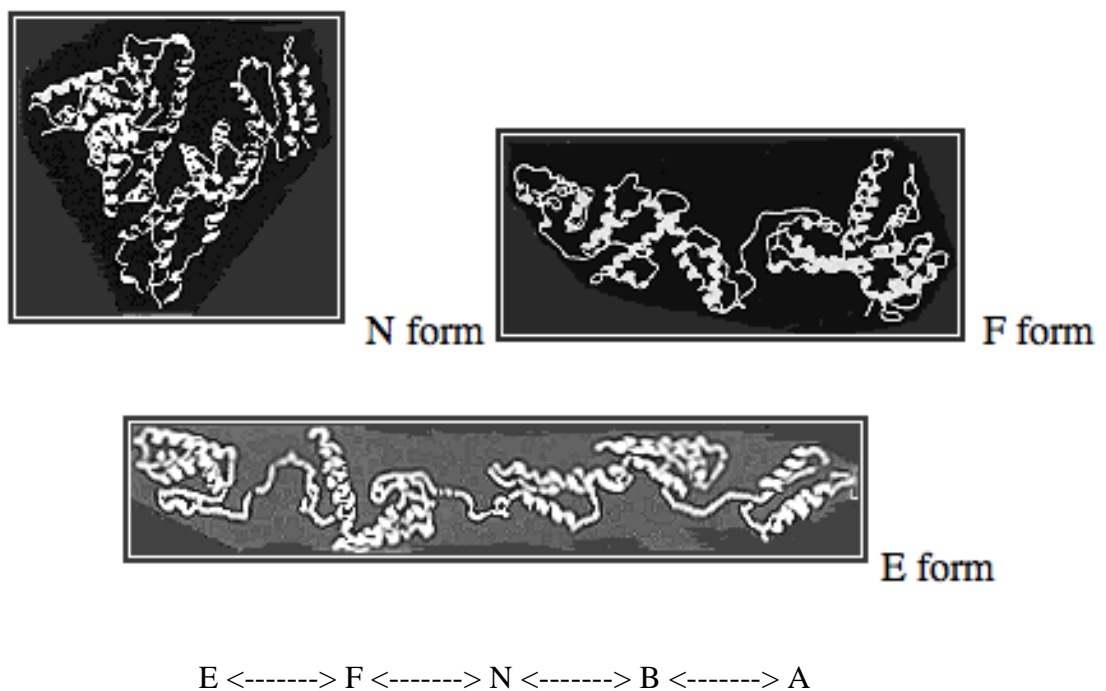 N form
F form
E form
E <-------> F <-------> N <-------> B <-------> A